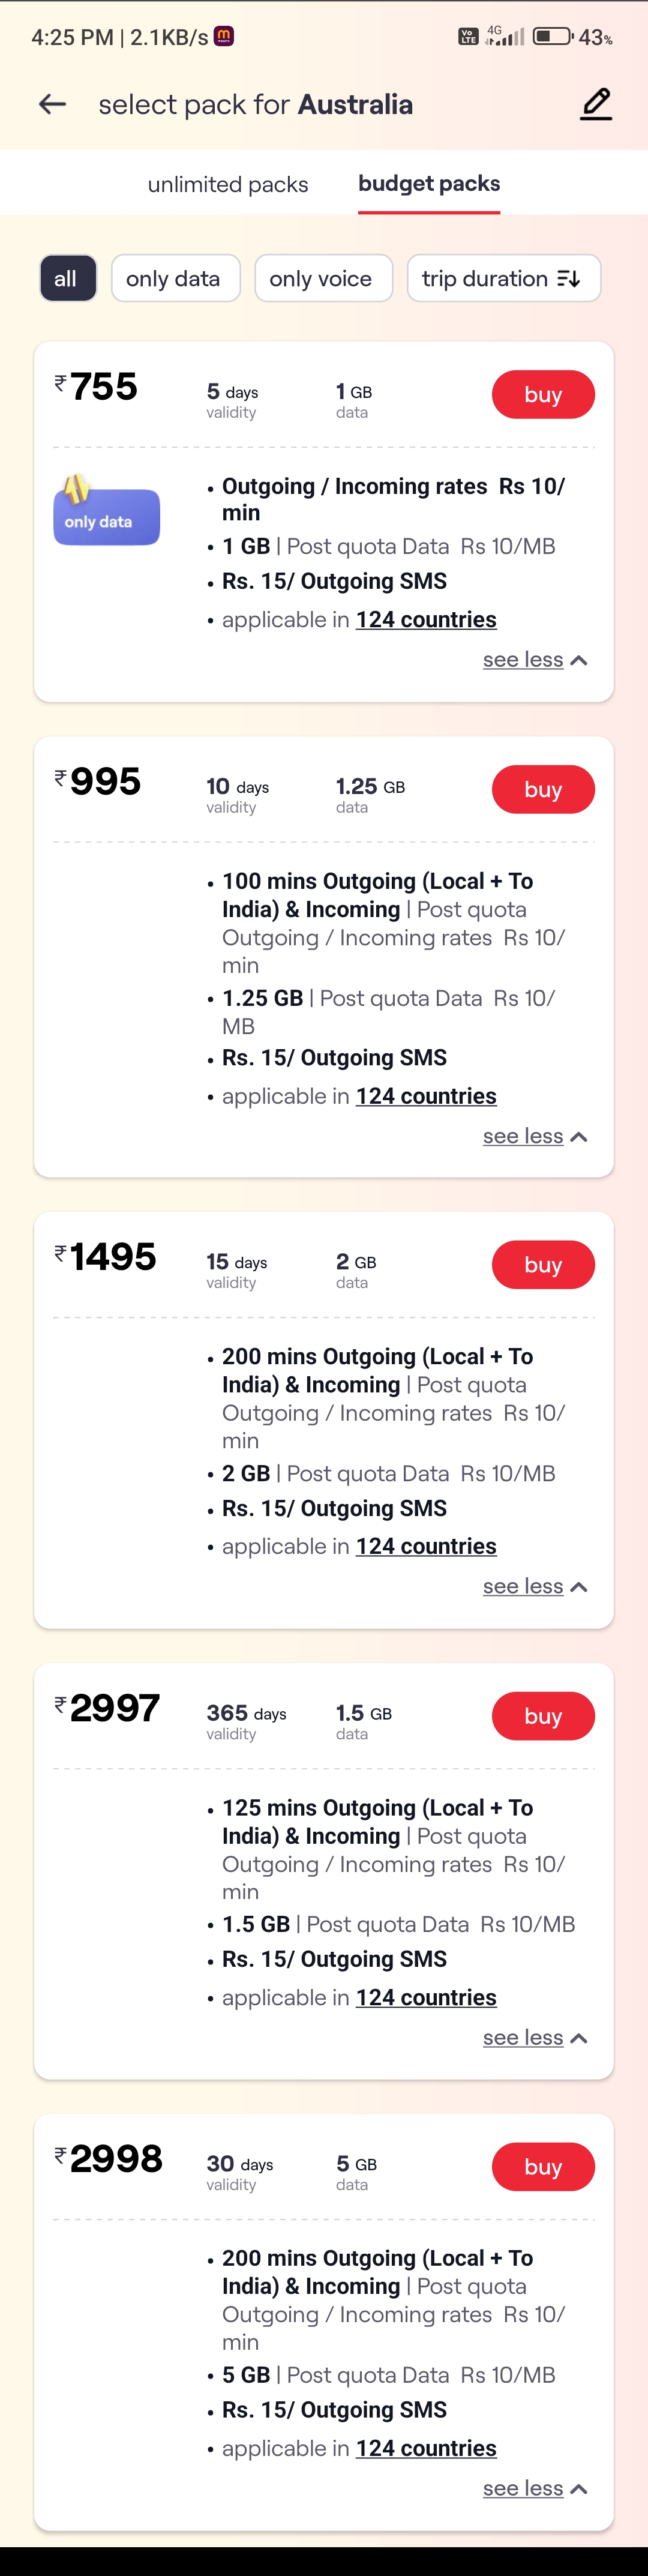 4:25 PM | 2.1KB/s m Vo LTE 4G 43%
select pack for Australia
unlimited packs budget packs
all only data only voice trip duration
₹755 5 days 1 GB buy
validity data
only data
• Outgoing / Incoming rates Rs 10/
min
• 1 GB | Post quota Data Rs 10/MB
• Rs. 15/ Outgoing SMS
• applicable in 124 countries
see less
₹995 10 days 1.25 GB buy
validity data
• 100 mins Outgoing (Local + To
India) & Incoming | Post quota
Outgoing / Incoming rates Rs 10/
min
• 1.25 GB | Post quota Data Rs 10/
MB
• Rs. 15/ Outgoing SMS
• applicable in 124 countries
see less
₹1495 15 days 2 GB buy
validity data
• 200 mins Outgoing (Local + To
India) & Incoming | Post quota
Outgoing / Incoming rates Rs 10/
min
• 2 GB | Post quota Data Rs 10/MB
• Rs. 15/ Outgoing SMS
• applicable in 124 countries
see less
₹2997 365 days 1.5 GB buy
validity data
• 125 mins Outgoing (Local + To
India) & Incoming | Post quota
Outgoing / Incoming rates Rs 10/
min
• 1.5 GB | Post quota Data Rs 10/MB
• Rs. 15/ Outgoing SMS
• applicable in 124 countries
see less
₹2998 30 days 5 GB buy
validity data
• 200 mins Outgoing (Local + To
India) & Incoming | Post quota
Outgoing / Incoming rates Rs 10/
min
• 5 GB | Post quota Data Rs 10/MB
• Rs. 15/ Outgoing SMS
• applicable in 124 countries
see less